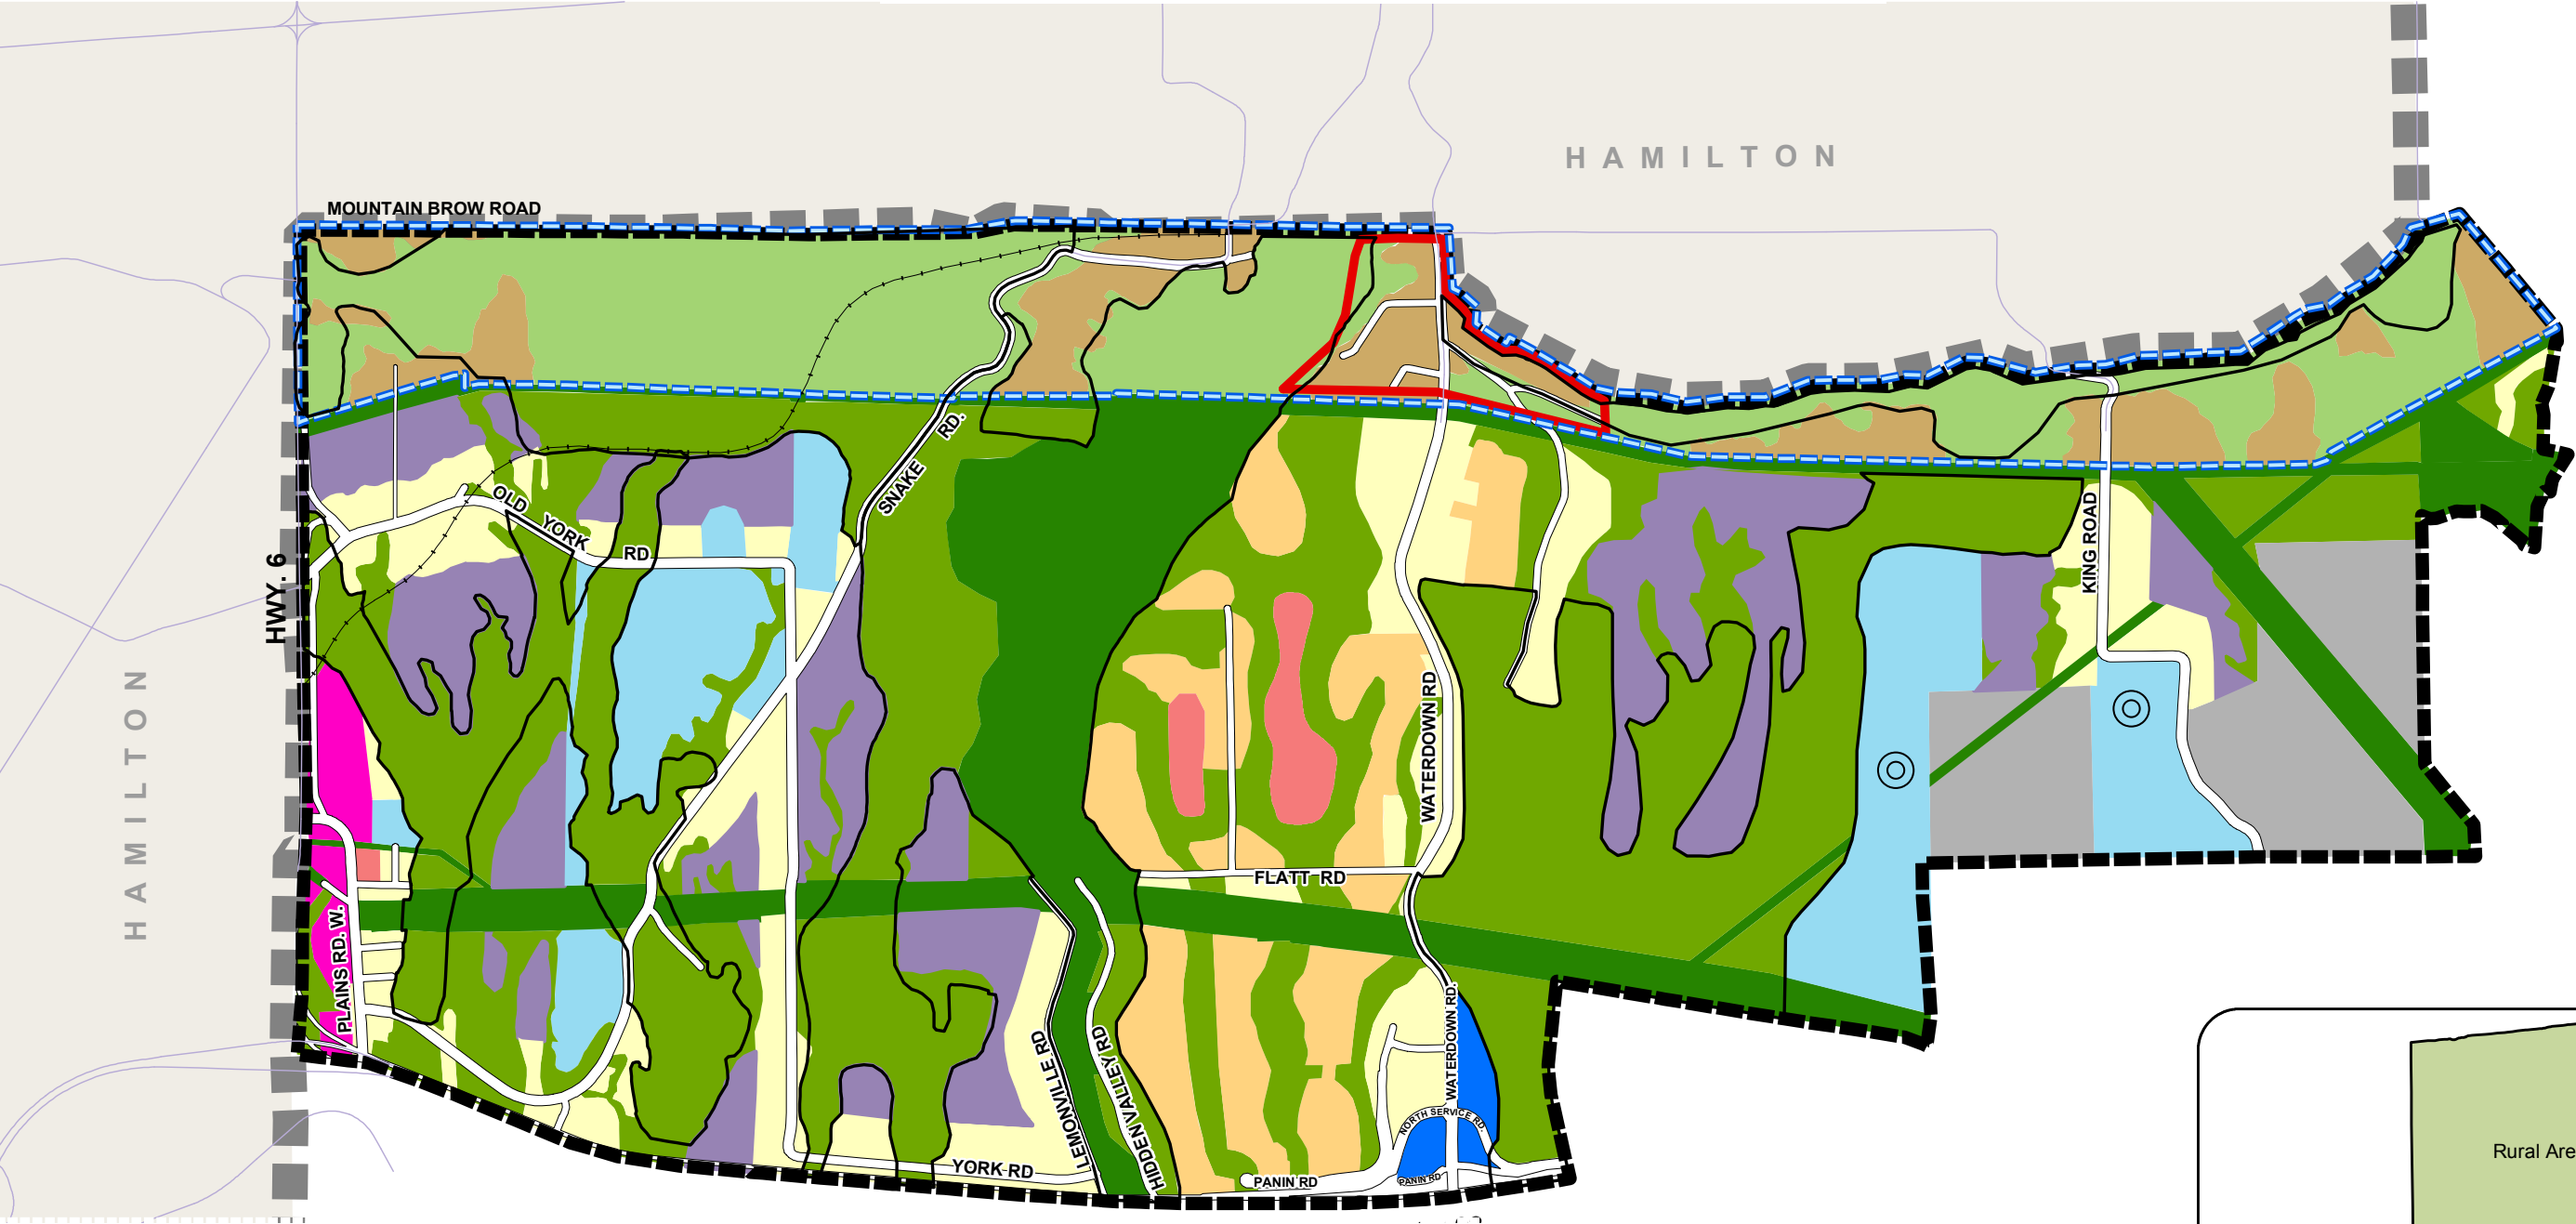 HAMILTON
MOUNTAIN BROW ROAD
SNAKE RD.
OLD YORK RD
KING ROAD
HWY. 6
HAMILTON
WATERDOWN RD
FLATT RD
PLAINS RD. W.
WATERDOWN RD.
LEMONVILLE RD
HIDDEN VALLEY RD
NORTH SERVICE RD.
YORK RD
PANIN RD
PANIN RD
Rural Are